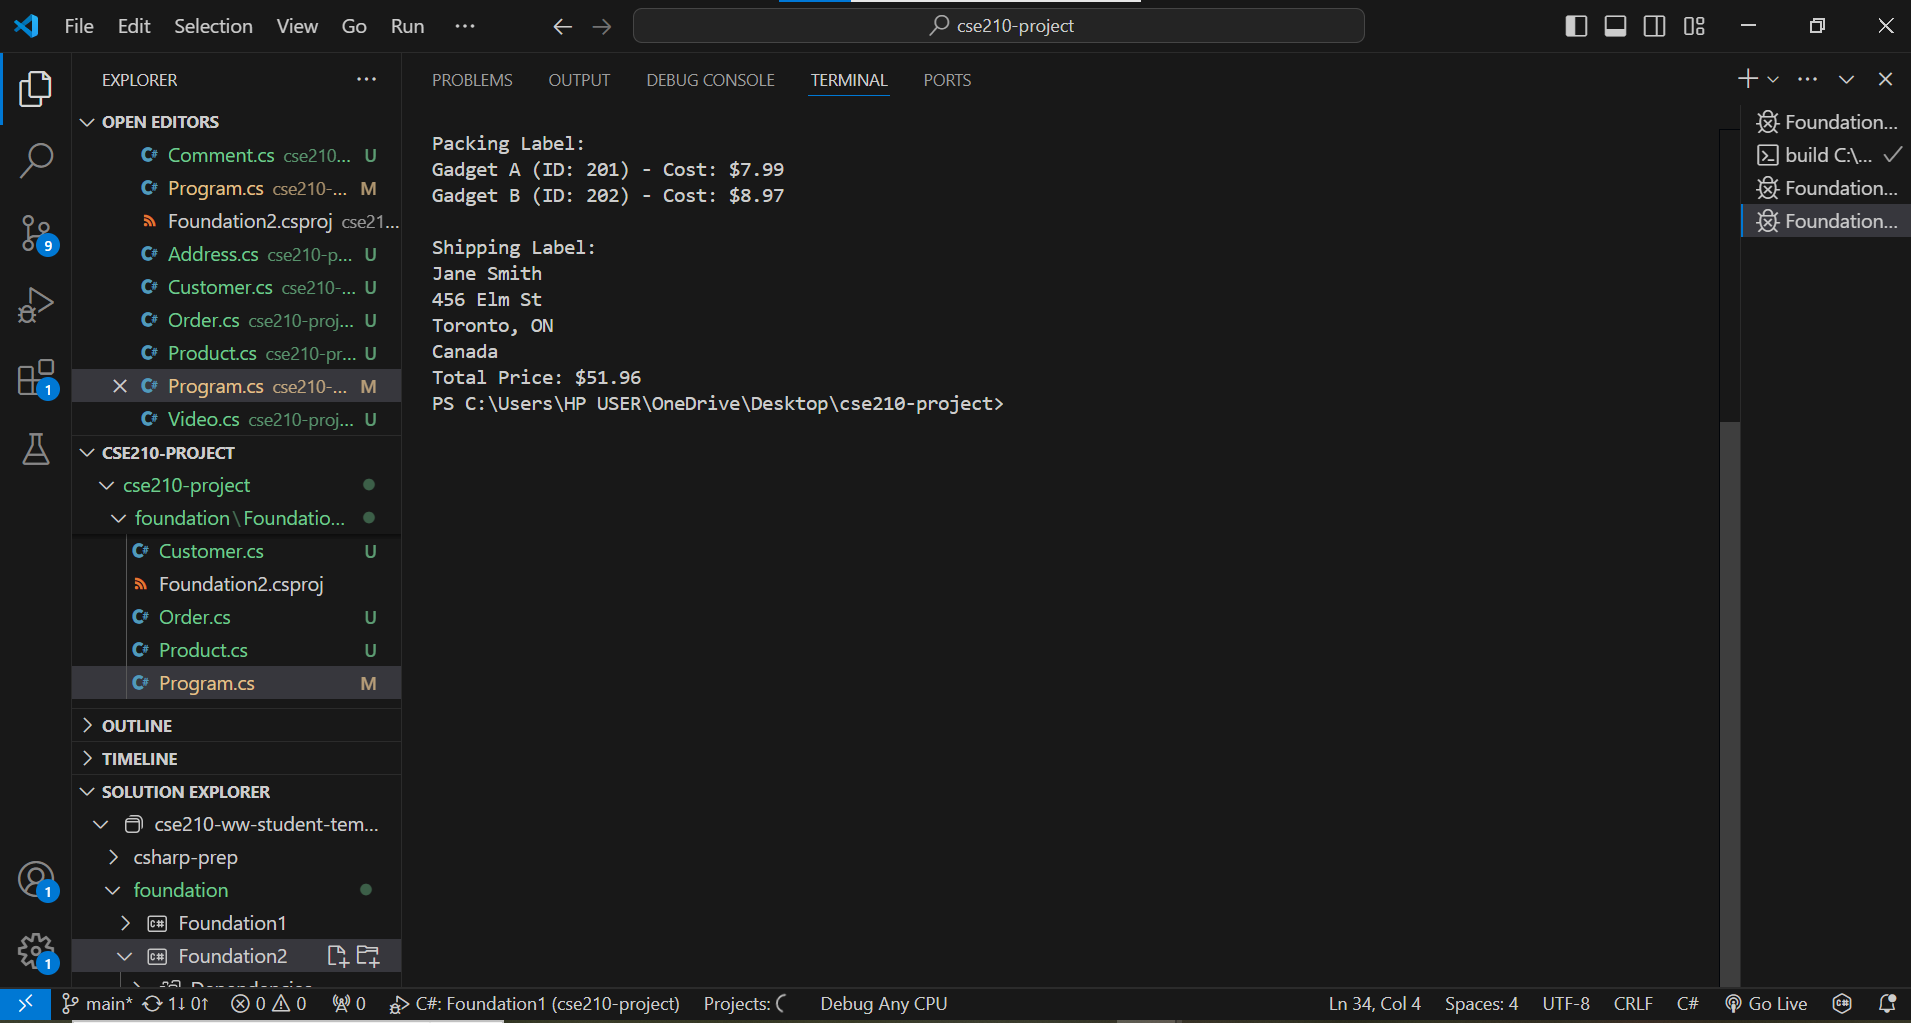 File Edit Selection View Go Run ···
cse210-project
EXPLORER ···
OPEN EDITORS
Comment.cs cse210... U
Program.cs cse210-... M
Foundation2.csproj cse21...
Address.cs cse210-p... U
Customer.cs cse210-... U
Order.cs cse210-proj... U
Product.cs cse210-pr... U
Program.cs cse210-... M
Video.cs cse210-proj... U
CSE210-PROJECT
cse210-project
foundation\Foundatio...
Customer.cs U
Foundation2.csproj
Order.cs U
Product.cs U
Program.cs M
OUTLINE
TIMELINE
SOLUTION EXPLORER
cse210-ww-student-tem...
csharp-prep
foundation
Foundation1
Foundation2
9
1
1
1
PROBLEMS OUTPUT DEBUG CONSOLE TERMINAL PORTS
Packing Label:
Gadget A (ID: 201) - Cost: $7.99
Gadget B (ID: 202) - Cost: $8.97
Shipping Label:
Jane Smith
456 Elm St
Toronto, ON
Canada
Total Price: $51.96
PS C:\Users\HP USER\OneDrive\Desktop\cse210-project>
Foundation...
build C:\...
Foundation...
Foundation...
main* 1↓ 0↑ 0 0 0 C#: Foundation1 (cse210-project) Projects: Debug Any CPU Ln 34, Col 4 Spaces: 4 UTF-8 CRLF C# Go Live